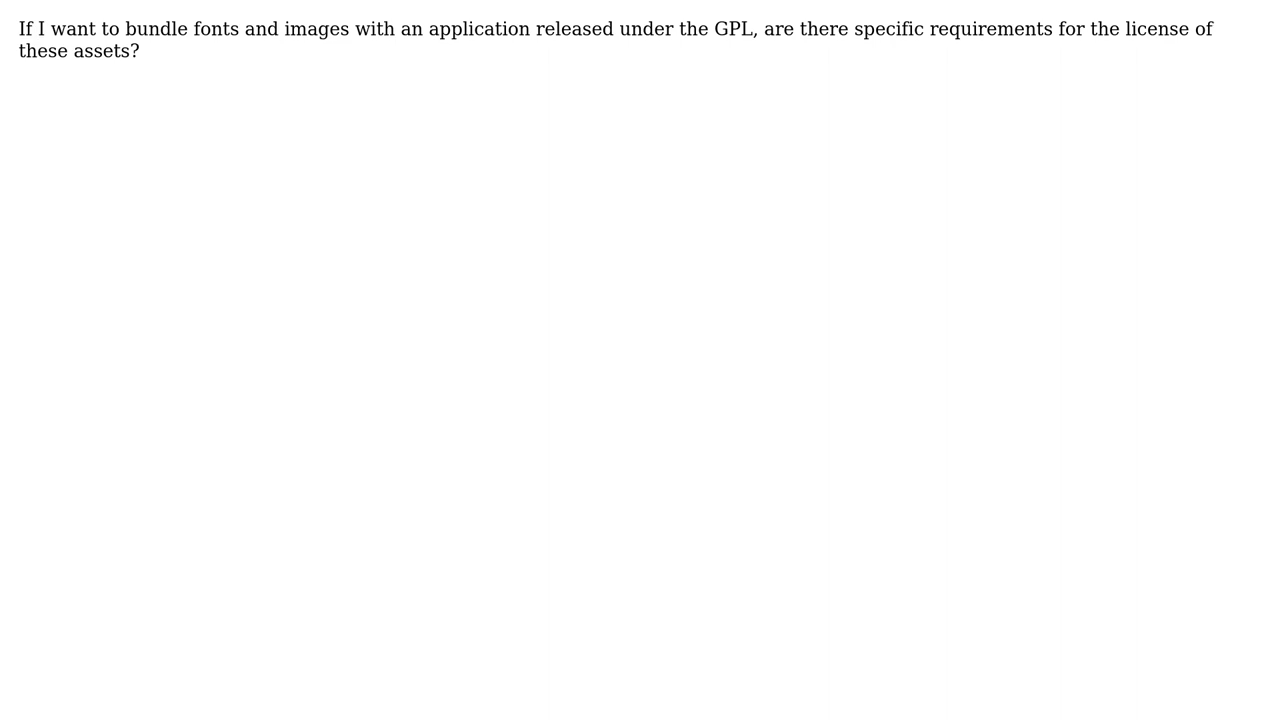 If I want to bundle fonts and images with an application released under the GPL, are there specific requirements for the license of
these assets?